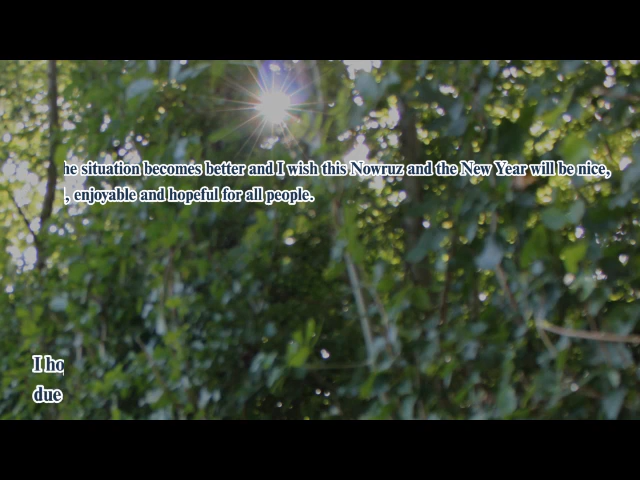 he situation becomes better and I wish this Nowruz and the New Year will be nice,
, enjoyable and hopeful for all people.
I ho
due